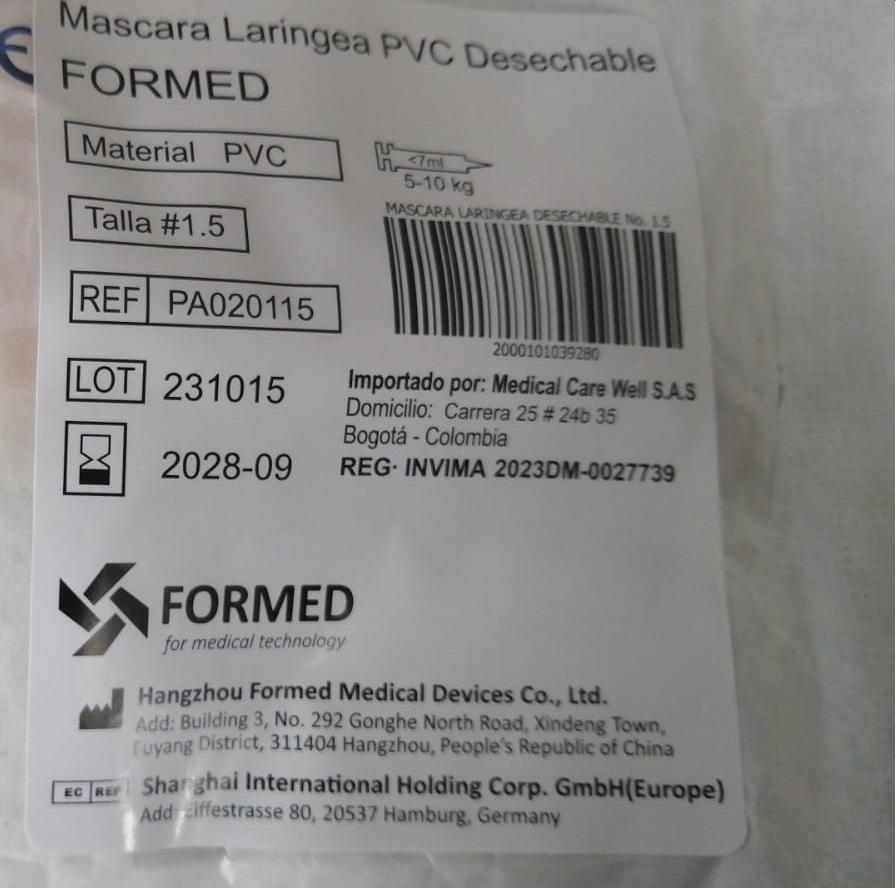 Mascara Laringea PVC Desechable
FORMED
Material PVC
<7ml
5-10 kg
Talla #1.5
MASCARA LARINGEA DESECHABLE No. 1.5
2000101039280
REF PA020115
LOT 231015
2028-09
Importado por: Medical Care Well S.A.S
Domicilio: Carrera 25 # 24b 35
Bogotá - Colombia
REG· INVIMA 2023DM-0027739
FORMED
for medical technology
Hangzhou Formed Medical Devices Co., Ltd.
Add: Building 3, No. 292 Gonghe North Road, Xindeng Town,
Fuyang District, 311404 Hangzhou, People's Republic of China
EC REP Shanghai International Holding Corp. GmbH(Europe)
Add: Eiffestrasse 80, 20537 Hamburg, Germany